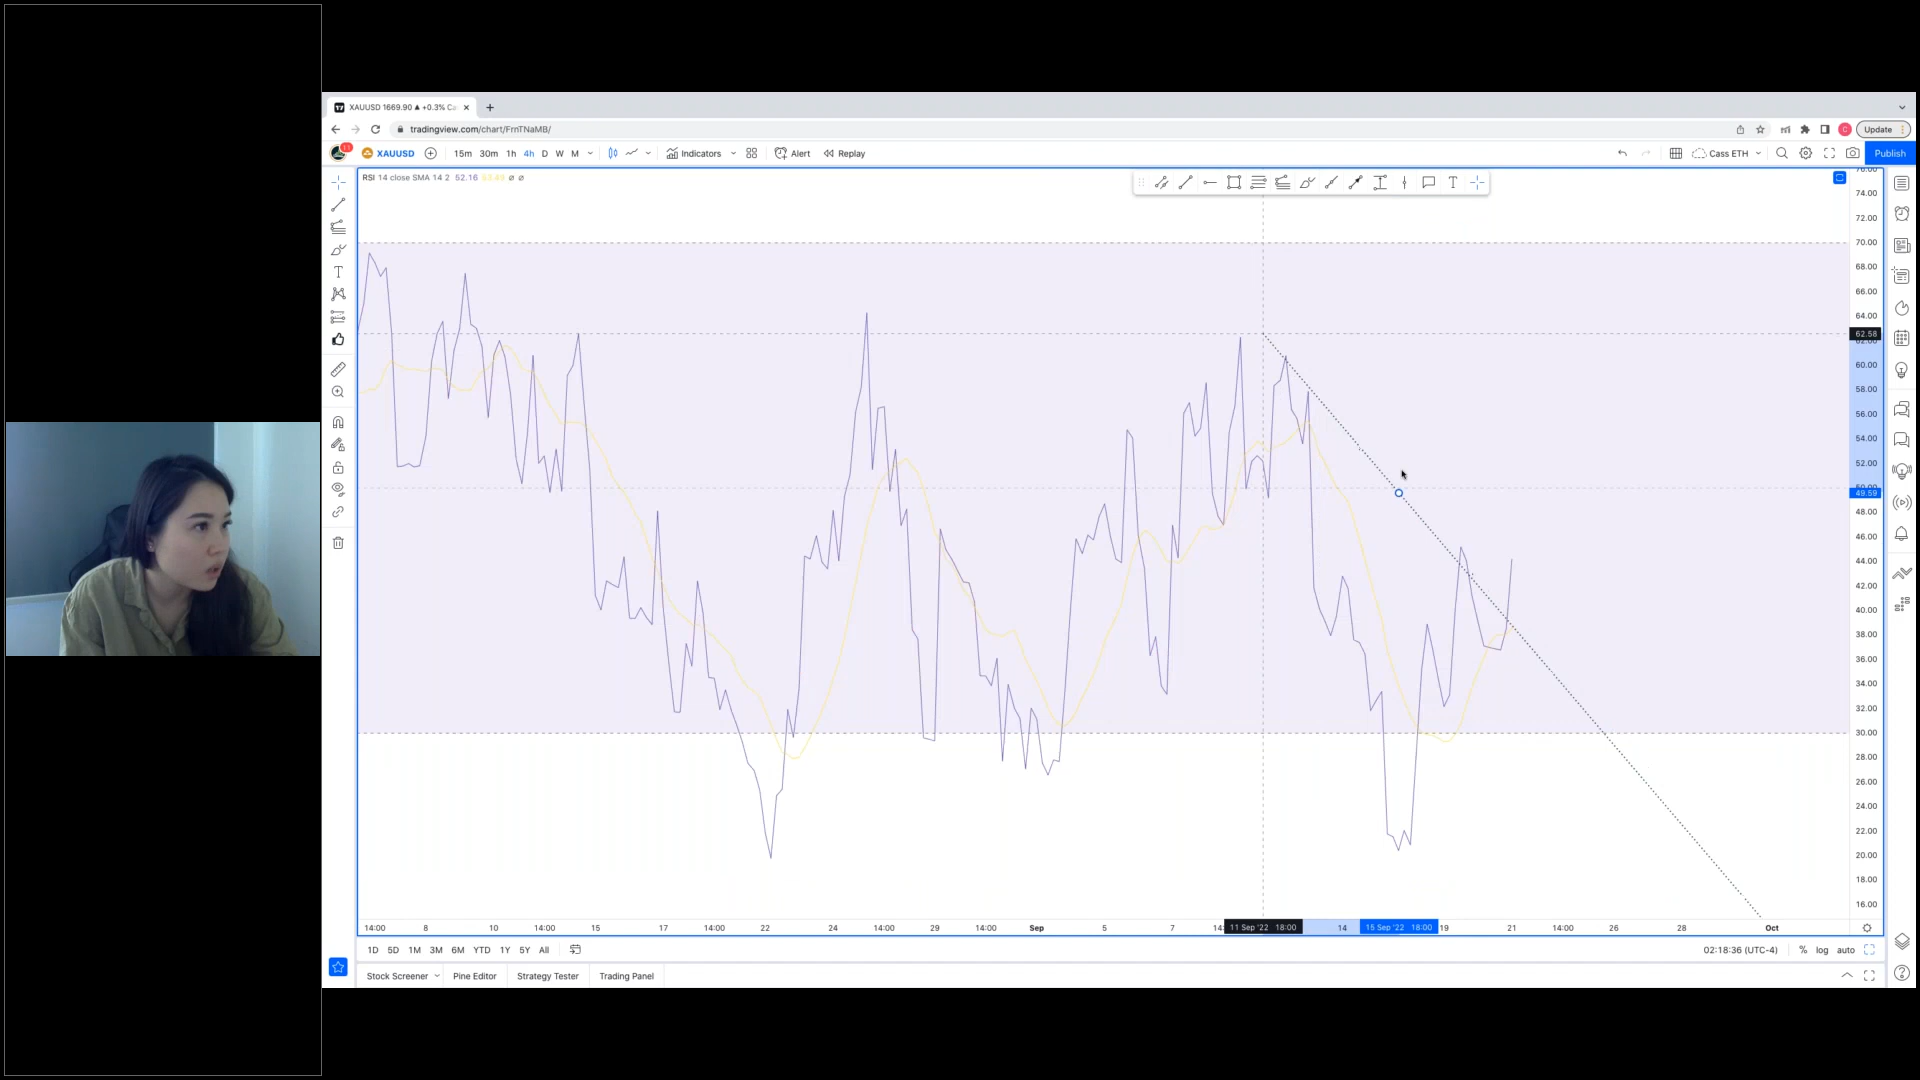 XAUUSD 1669.90 ▲ +0.3% Ca
tradingview.com/chart/FrnTNaMB/
Update
11
XAUUSD
15m 30m 1h 4h D W M
Indicators
Alert
Replay
Cass ETH
Publish
RSI 14 close SMA 14 2 52.16
74.00
72.00
70.00
68.00
66.00
64.00
62.58
60.00
58.00
56.00
54.00
52.00
49.59
48.00
46.00
44.00
42.00
40.00
38.00
36.00
34.00
32.00
30.00
28.00
26.00
24.00
22.00
20.00
18.00
16.00
14:00 8 10 14:00 15 17 14:00 22 24 14:00 29 14:00 Sep 5 7 14: 11 Sep '22 18:00 14 15 Sep '22 18:00 19 21 14:00 26 28 Oct
1D 5D 1M 3M 6M YTD 1Y 5Y All
02:18:36 (UTC-4) % log auto
Stock Screener Pine Editor Strategy Tester Trading Panel